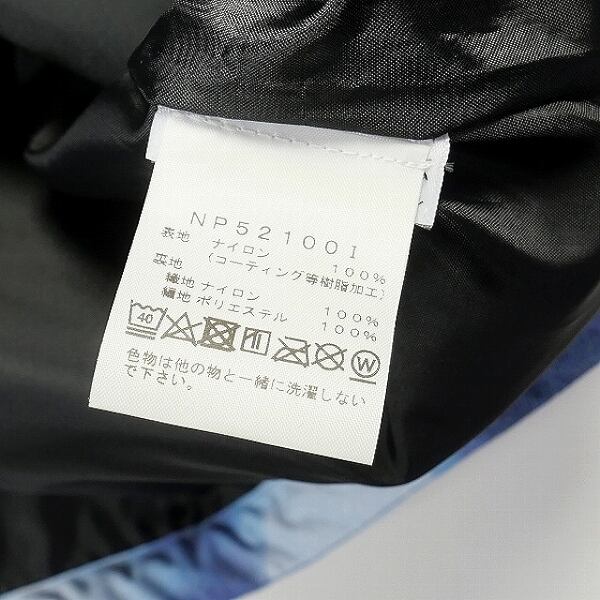 NP52100I
表地 ナイロン 100%
(コーティング等樹脂加工)
裏地
織地 ナイロン 100%
編地 ポリエステル 100%
40 W
色物は他の物と一緒に洗濯しない
で下さい。